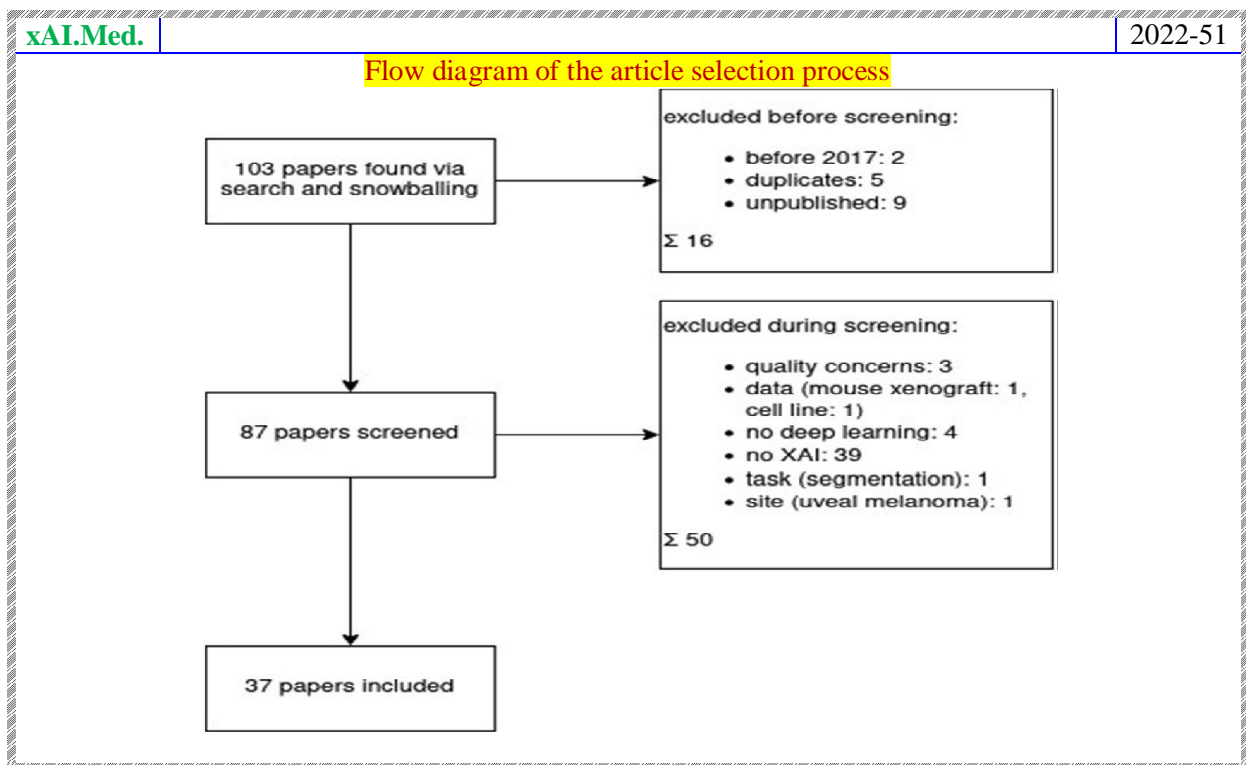 xAI.Med.
2022-51
Flow diagram of the article selection process
103 papers found via
search and snowballing
excluded before screening:
• before 2017: 2
• duplicates: 5
• unpublished: 9
Σ 16
87 papers screened
excluded during screening:
• quality concerns: 3
• data (mouse xenograft: 1,
cell line: 1)
• no deep learning: 4
• no XAI: 39
• task (segmentation): 1
• site (uveal melanoma): 1
Σ 50
37 papers included